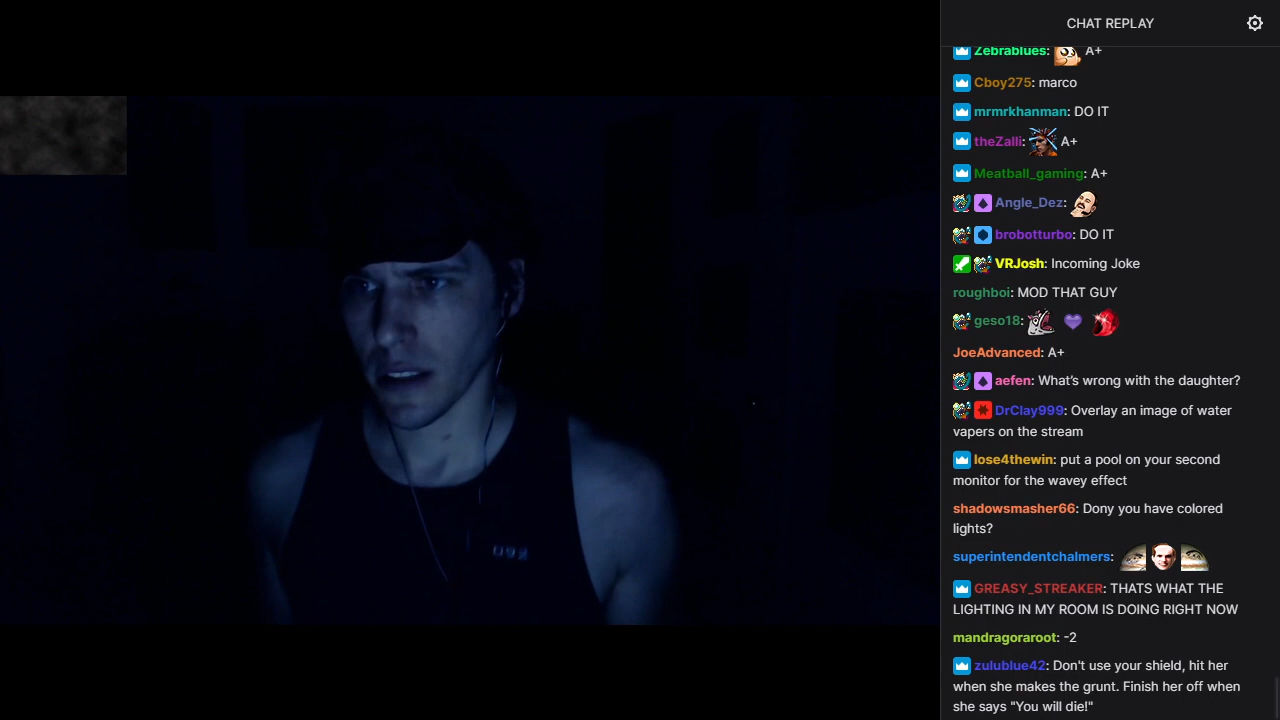 CHAT REPLAY
Zebrablues: A+
Cboy275: marco
mrmrkhanman: DO IT
theZalli: A+
Meatball_gaming: A+
Angle_Dez:
brobotturbo: DO IT
VRJosh: Incoming Joke
roughboi: MOD THAT GUY
geso18:
JoeAdvanced: A+
aefen: What's wrong with the daughter?
DrClay999: Overlay an image of water
vapers on the stream
lose4thewin: put a pool on your second
monitor for the wavey effect
shadowsmasher66: Dony you have colored
lights?
superintendentchalmers:
GREASY_STREAKER: THATS WHAT THE
LIGHTING IN MY ROOM IS DOING RIGHT NOW
mandragoraroot: -2
zulublue42: Don't use your shield, hit her
when she makes the grunt. Finish her off when
she says "You will die!"